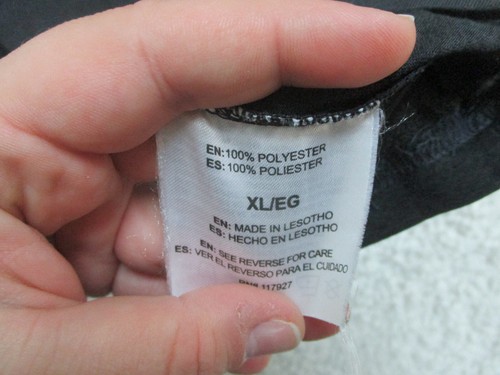 EN:100% POLYESTER
ES:100% POLIESTER
XL/EG
EN: MADE IN LESOTHO
ES: HECHO EN LESOTHO
EN: SEE REVERSE FOR CARE
ES: VER EL REVERSO PARA EL CUIDADO
RN# 117927